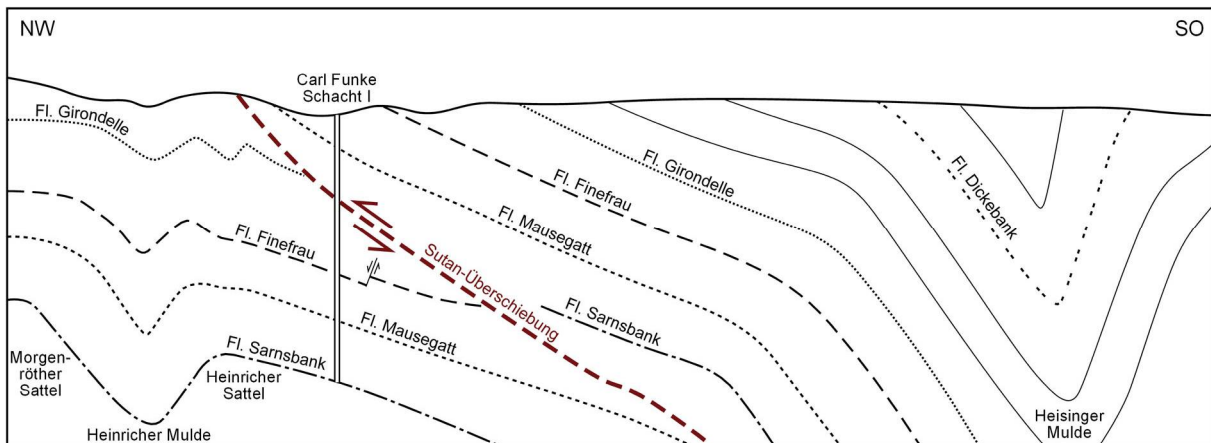 NW
SO
Carl Funke
Schacht I
Fl. Girondelle
Fl. Finefrau
Fl. Girondelle
Fl. Mausegatt
Fl. Dickebank
Fl. Finefrau
Sutan-Überschiebung
Fl. Sarnsbank
Fl. Mausegatt
Fl. Sarnsbank
Morgen-
röther
Sattel
Heinricher
Sattel
Heinricher Mulde
Heisinger
Mulde